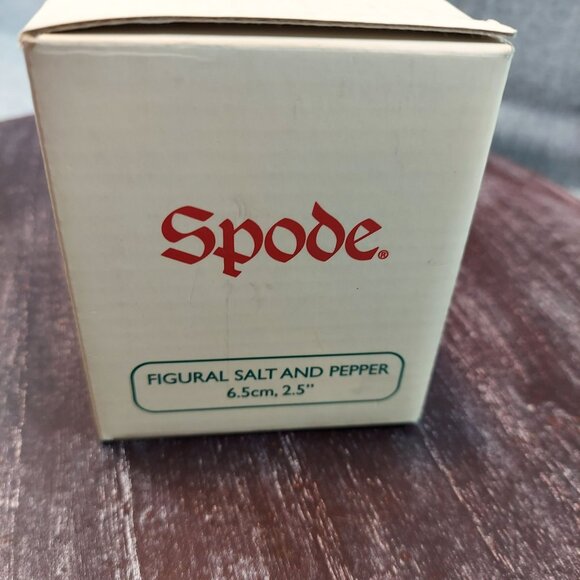 Spode®
FIGURAL SALT AND PEPPER
6.5cm, 2.5"